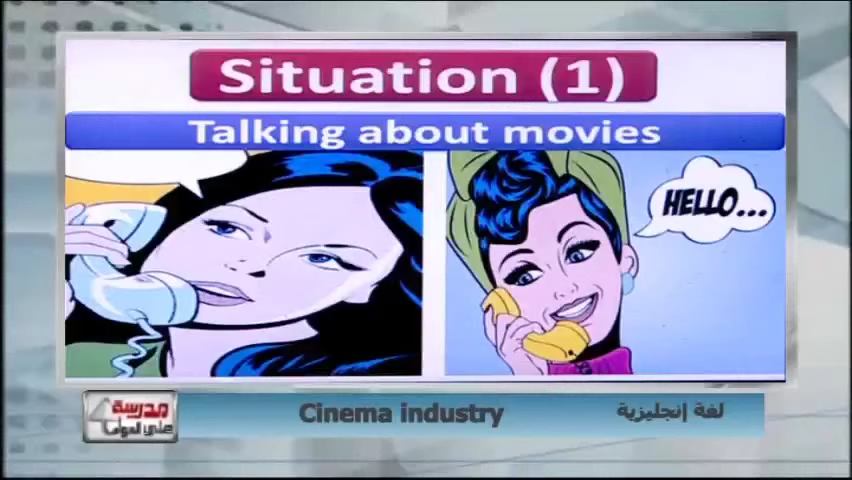 Situation (1)
Talking about movies
HELLO...
Cinema industry
لغة إنجليزية
مدرسة
على الهواء